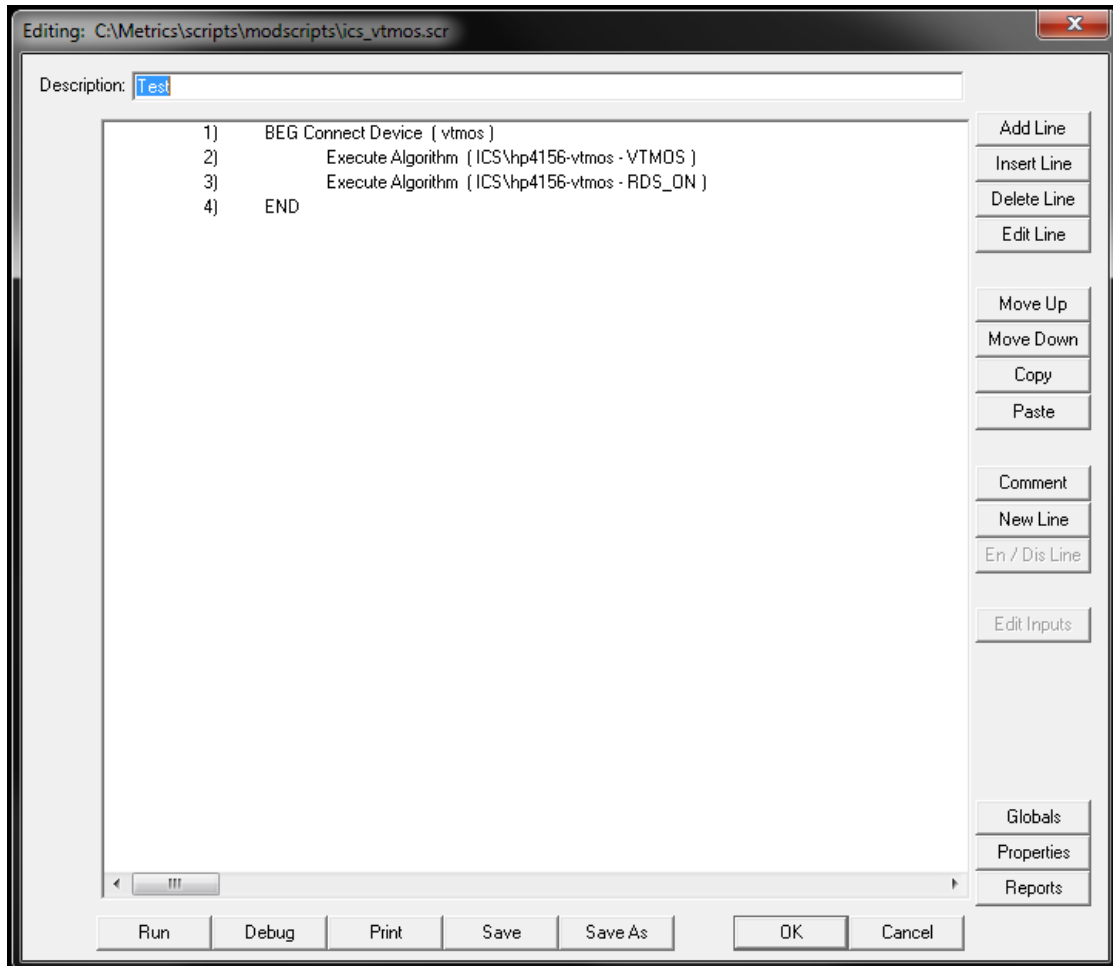 Editing: C:\Metrics\scripts\modscripts\ics_vtmos.scr
Description: Test
1) BEG Connect Device ( vtmos )
2) Execute Algorithm ( ICS\hp4156-vtmos - VTMOS )
3) Execute Algorithm ( ICS\hp4156-vtmos - RDS_ON )
4) END
Add Line
Insert Line
Delete Line
Edit Line
Move Up
Move Down
Copy
Paste
Comment
New Line
En / Dis Line
Edit Inputs
Globals
Properties
Reports
Run Debug Print Save Save As OK Cancel